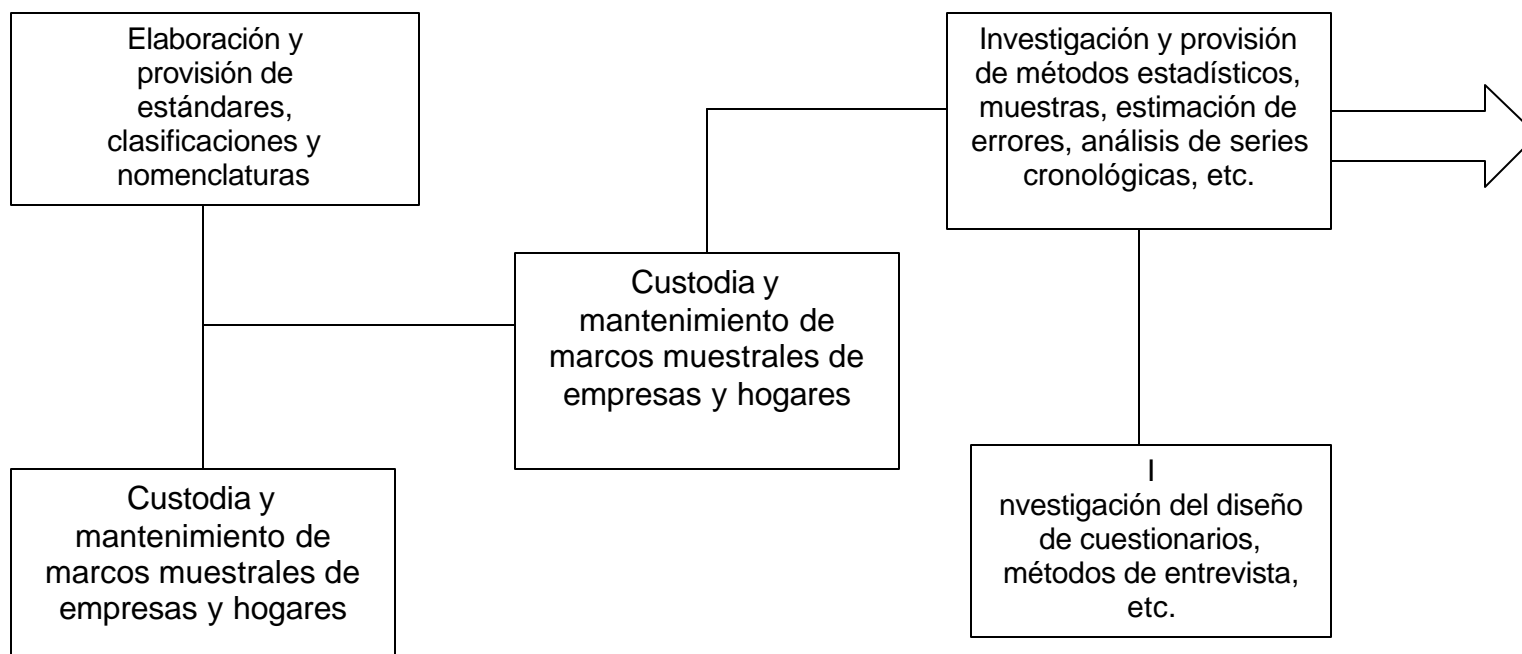 Elaboración y
provisión de
estándares,
clasificaciones y
nomenclaturas
Investigación y provisión
de métodos estadísticos,
muestras, estimación de
errores, análisis de series
cronológicas, etc.
Custodia y
mantenimiento de
marcos muestrales de
empresas y hogares
Custodia y
mantenimiento de
marcos muestrales de
empresas y hogares
I
nvestigación del diseño
de cuestionarios,
métodos de entrevista,
etc.